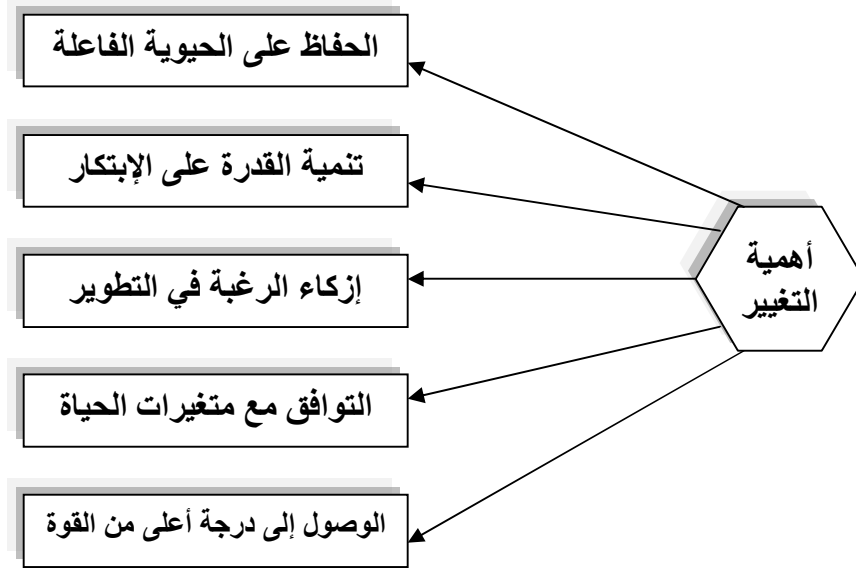 الحفاظ على الحيوية الفاعلة
تنمية القدرة على الإبتكار
أهمية
التغيير
إزكاء الرغبة في التطوير
التوافق مع متغيرات الحياة
الوصول إلى درجة أعلى من القوة